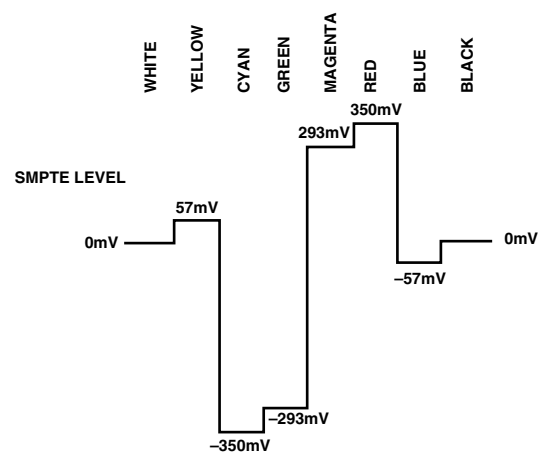 WHITE
YELLOW
CYAN
GREEN
MAGENTA
RED
BLUE
BLACK
350mV
293mV
SMPTE LEVEL
57mV
0mV
0mV
–57mV
–293mV
–350mV